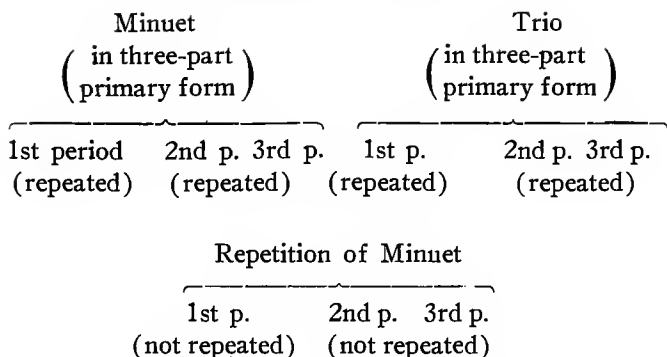 Minuet Trio
( in three-part primary form ) ( in three-part primary form )
1st period 2nd p. 3rd p. 1st p. 2nd p. 3rd p.
(repeated) (repeated) (repeated) (repeated)
Repetition of Minuet
1st p. 2nd p. 3rd p.
(not repeated) (not repeated)